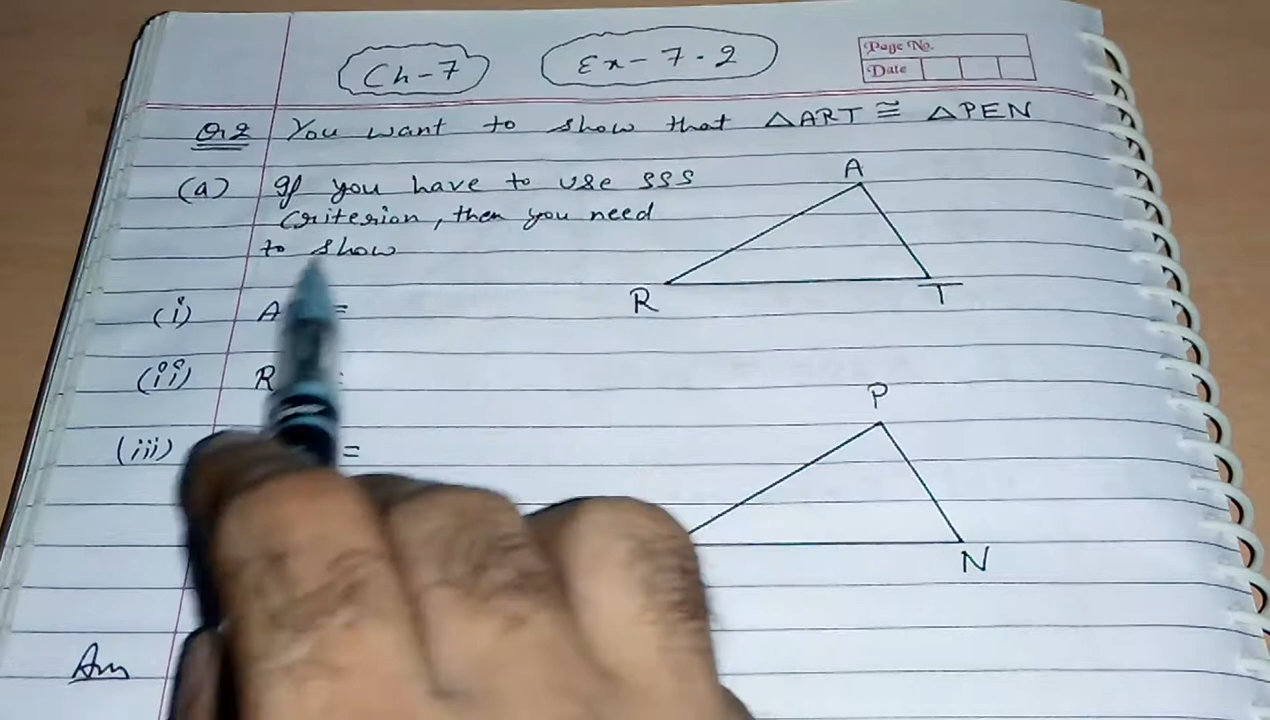 Ch-7
Ex-7.2
Page No.
Date
Q.2 You want to show that △ART ≅ △PEN
(a) If you have to use SSS
criterion, then you need
to show
A
R
T
(i) A =
(ii) R
(iii) =
P
N
Ans